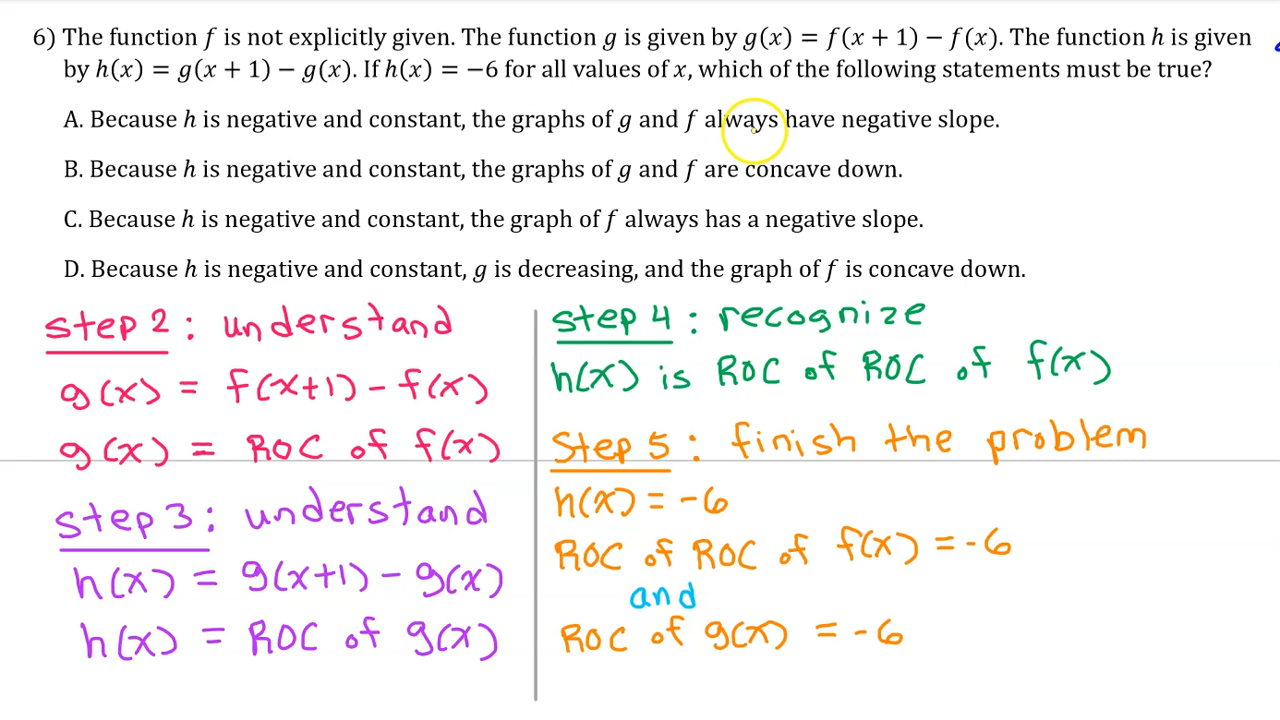 6) The function f is not explicitly given. The function g is given by g(x) = f(x + 1) − f(x). The function h is given
by h(x) = g(x + 1) − g(x). If h(x) = −6 for all values of x, which of the following statements must be true?
A. Because h is negative and constant, the graphs of g and f always have negative slope.
B. Because h is negative and constant, the graphs of g and f are concave down.
C. Because h is negative and constant, the graph of f always has a negative slope.
D. Because h is negative and constant, g is decreasing, and the graph of f is concave down.
step 2: understand
g(x) = f(x+1) - f(x)
g(x) = ROC of f(x)
step 3: understand
h(x) = g(x+1) - g(x)
h(x) = ROC of g(x)
step 4: recognize
h(x) is ROC of ROC of f(x)
Step 5: finish the problem
h(x) = -6
ROC of ROC of f(x) = -6
and
ROC of g(x) = -6